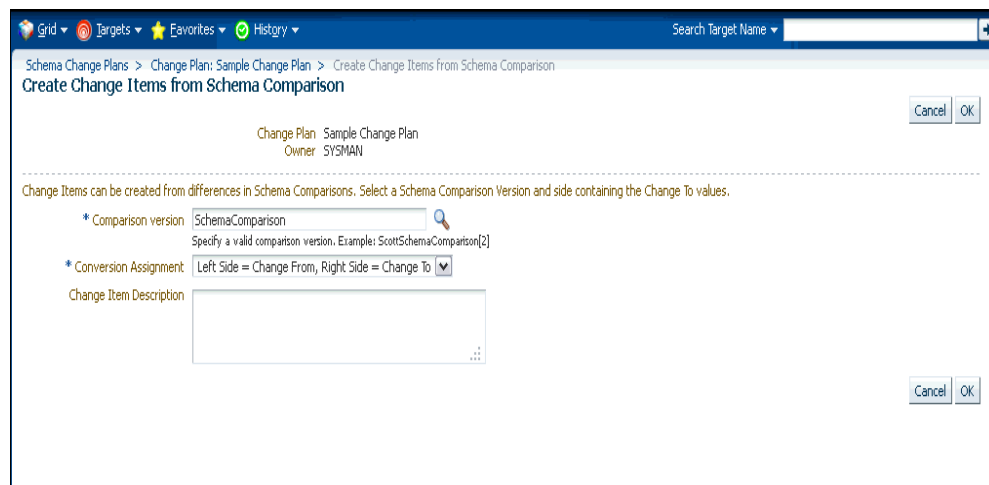 Grid Targets Favorites History Search Target Name
Schema Change Plans > Change Plan: Sample Change Plan > Create Change Items from Schema Comparison
Create Change Items from Schema Comparison
Cancel OK
Change Plan Sample Change Plan
Owner SYSMAN
Change Items can be created from differences in Schema Comparisons. Select a Schema Comparison Version and side containing the Change To values.
* Comparison version SchemaComparison
Specify a valid comparison version. Example: ScottSchemaComparison[2]
* Conversion Assignment Left Side = Change From, Right Side = Change To
Change Item Description
Cancel OK